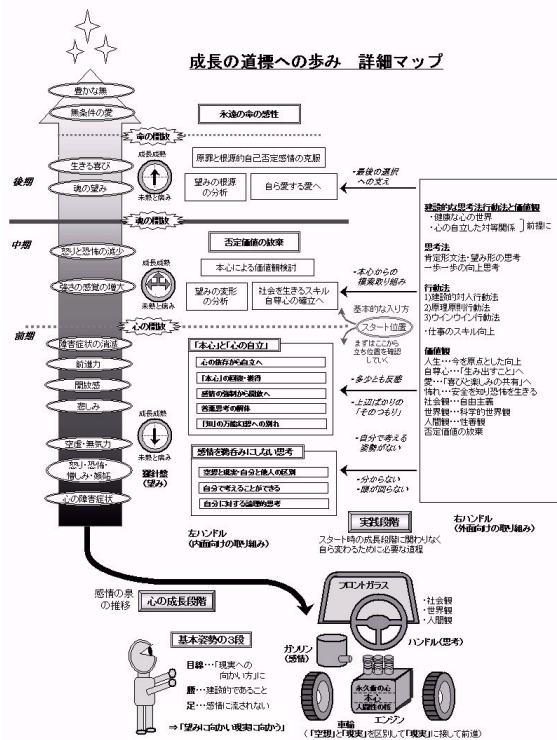 成長の道標への歩み 詳細マップ
豊かな無
無条件の愛
永遠の命の感性
命の開放
成長成熟
生きる喜び
原罪と根源的自己否定感情の克服
・最後の選択
への支え
後期
魂の望み
未熟と病み
望みの根源
の分析
自ら愛する愛へ
魂の開放
中期
否定価値の放棄
怒りと恐怖の減少
成長成熟
本心による価値観検討
・本心からの
模索取り組み
強さの感覚の増大
未熟と病み
望みの変形
の分析
社会を生きるスキル
自尊心の確立へ
基本的な入り方
心の開放
スタート位置
まずはここから
立ち位置を確認
していく
前期
障害症状の消滅
前進力
開放感
悲しみ
空虚・無気力
怒り・恐怖・
憎しみ・嫉妬
心の障害症状
成長成熟
未熟と病み
羅針盤
(望み)
「本心」と「心の自立」
心の依存から自立へ
「本心」の回復・獲得
感情の強制から開放へ
苦悩思考の解体
「知」の万能幻想への別れ
・多少とも反感
・上辺ばかりの
「そのつもり」
・自分で考える
姿勢がない
感情を鵜呑みにしない思考
空想と現実・自分と他人の区別
自分で考えることができる
自分に対する論理的思考
・分からない
・頭が回らない
建設的な思考法行動法と価値観
・健康な心の世界
・心の自立した対等関係
前提に
思考法
肯定形文法・望み形の思考
一歩一歩の向上思考
行動法
1)建設的対人行動法
2)原理原則行動法
3)ウインウイン行動法
・仕事のスキル向上
価値観
人生…今を原点とした向上
自尊心…「生み出すこと」へ
愛…「喜びと楽しみの共有」へ
怖れ…安全を知り恐怖を生きる
社会観…自由主義
世界観…科学的世界観
人間観…性善観
否定価値の放棄
左ハンドル
(内面向けの取り組み)
実践段階
スタート時の成長段階に関わりなく
自ら変わるために必要な道程
右ハンドル
(外面向けの取り組み)
感情の泉
の推移
心の成長段階
フロントガラス
・社会観
・世界観
・人間観
基本姿勢の3段
ガソリン
(感情)
ハンドル(思考)
目線…「現実への
向かい方」に
腰…建設的であること
足…感情に流されない
永久歯の心
本心
人間性の核
⇒「望みに向かい現実に向かう」
車輪
エンジン
(「空想」と「現実」を区別して「現実」に接して前進)